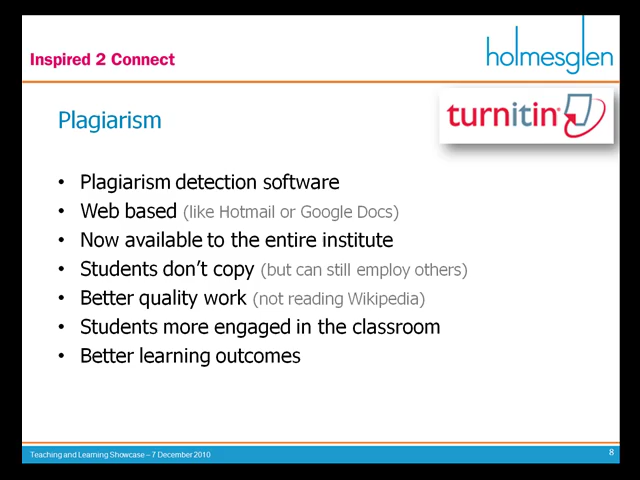 Inspired 2 Connect
holmesglen
Plagiarism
turnitin®
• Plagiarism detection software
• Web based (like Hotmail or Google Docs)
• Now available to the entire institute
• Students don’t copy (but can still employ others)
• Better quality work (not reading Wikipedia)
• Students more engaged in the classroom
• Better learning outcomes
Teaching and Learning Showcase – 7 December 2010
8